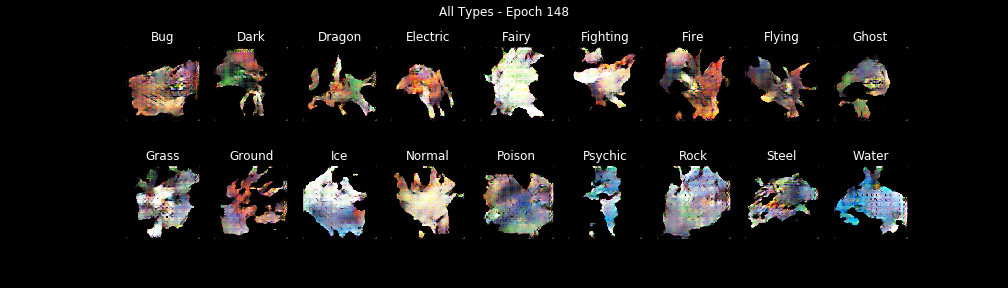 All Types - Epoch 148
Bug Dark Dragon Electric Fairy Fighting Fire Flying Ghost
Grass Ground Ice Normal Poison Psychic Rock Steel Water